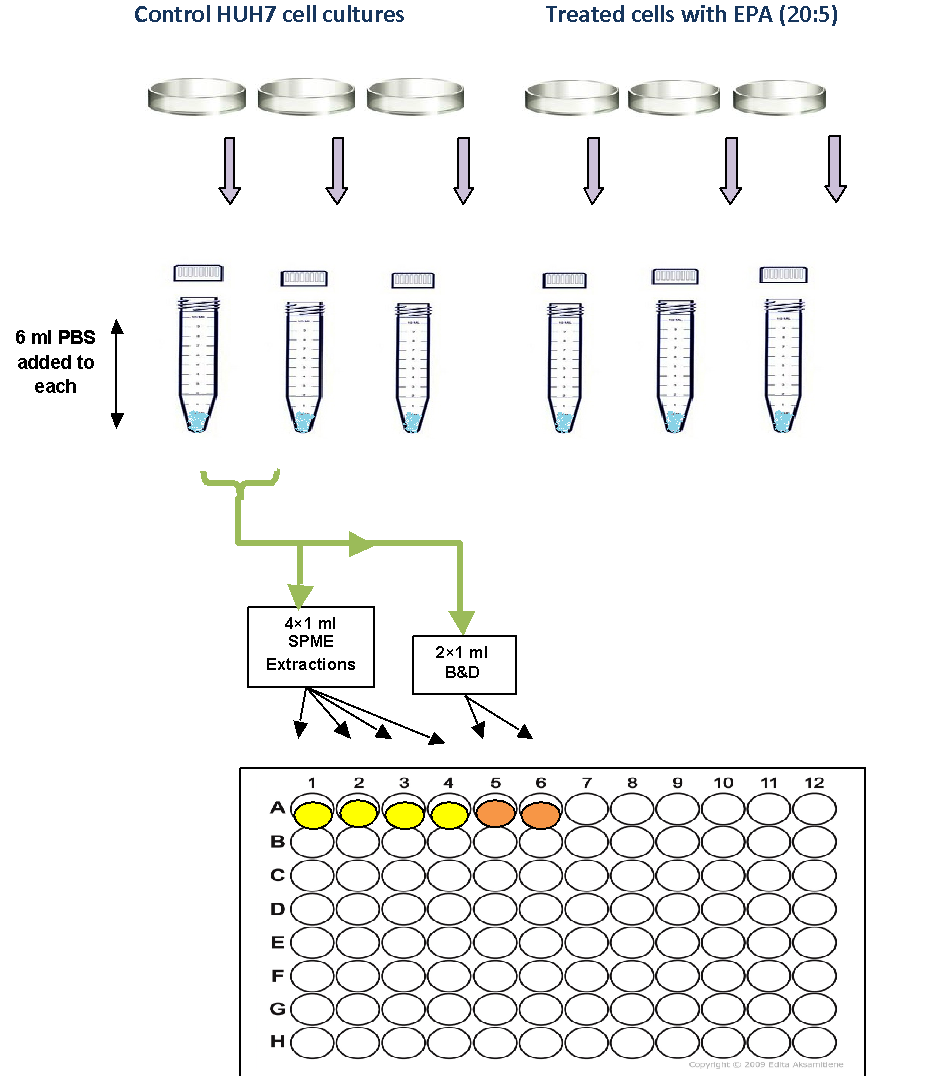 Control HUH7 cell cultures
Treated cells with EPA (20:5)
6 ml PBS
added to
each
4×1 ml
SPME
Extractions
2×1 ml
B&D
1 2 3 4 5 6 7 8 9 10 11 12
A
B
C
D
E
F
G
H
Copyright © 2009 Edita Aksamitiene